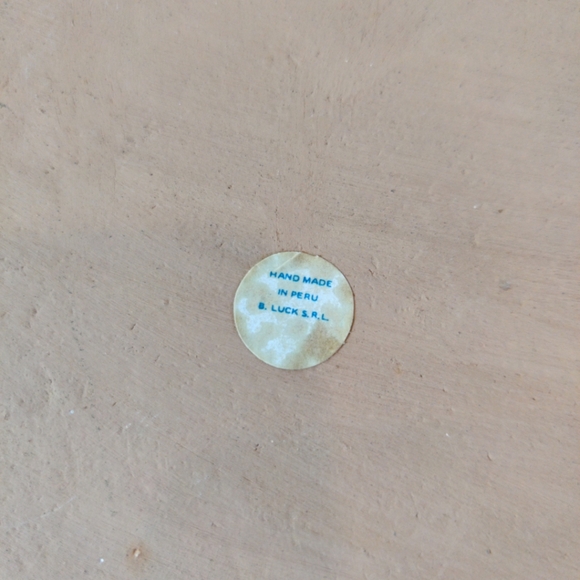 HAND MADE
IN PERU
B. LUCK S.R.L.